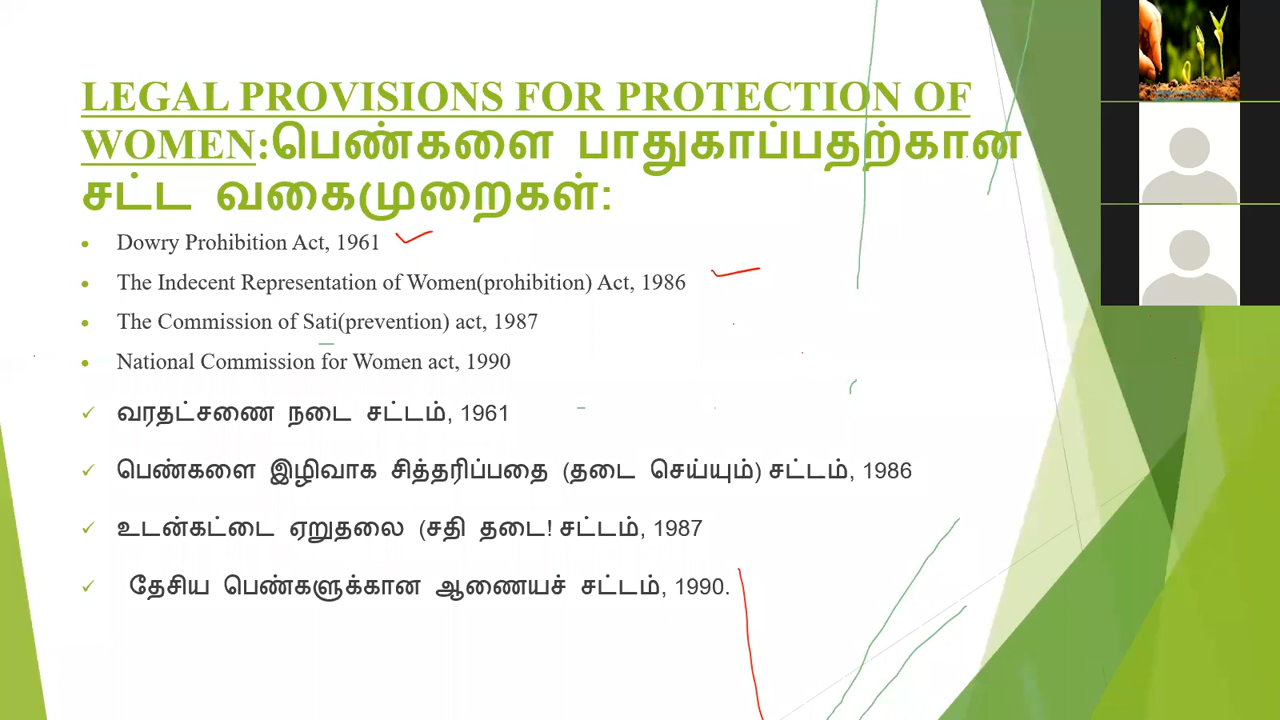 LEGAL PROVISIONS FOR PROTECTION OF
WOMEN:பெண்களை பாதுகாப்பதற்கான
சட்ட வகைமுறைகள்:
Dowry Prohibition Act, 1961
The Indecent Representation of Women(prohibition) Act, 1986
The Commission of Sati(prevention) act, 1987
National Commission for Women act, 1990
வரதட்சணை நடை சட்டம், 1961
பெண்களை இழிவாக சித்தரிப்பதை (தடை செய்யும்) சட்டம், 1986
உடன்கட்டை ஏறுதலை (சதி தடை! சட்டம், 1987
தேசிய பெண்களுக்கான ஆணையச் சட்டம், 1990.